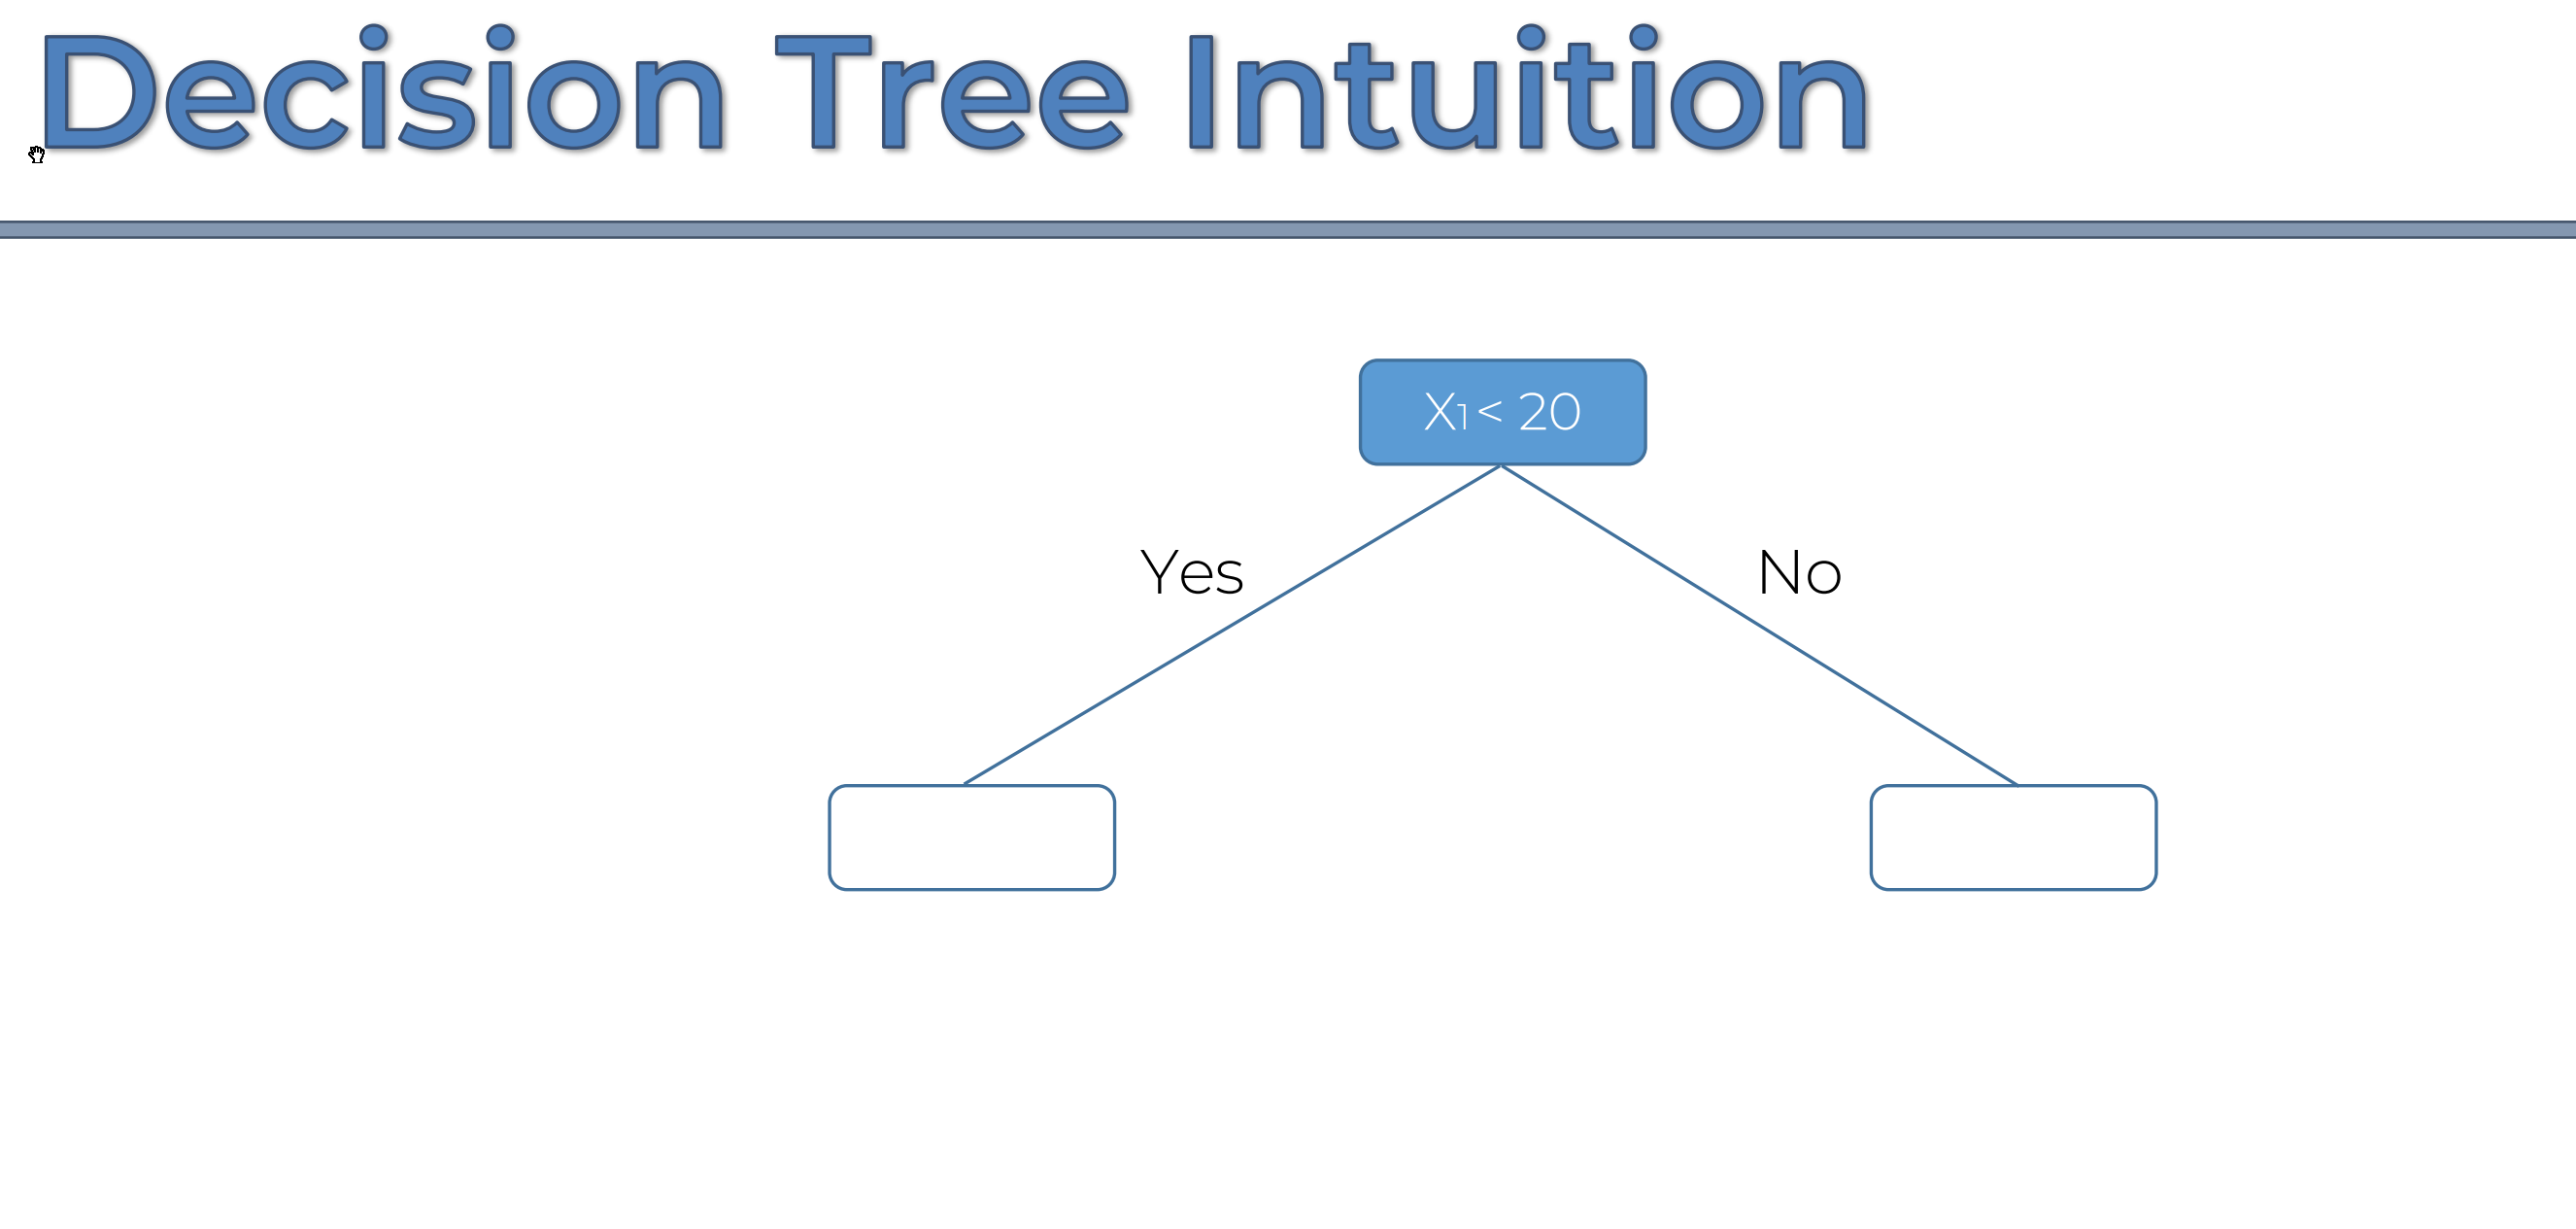 Decision Tree Intuition
X1 < 20
Yes
No